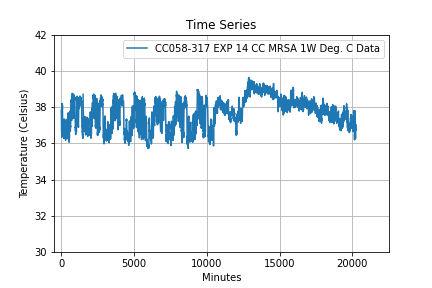 Time Series
CC058-317 EXP 14 CC MRSA 1W Deg. C Data
42
40
38
36
34
32
30
Temperature (Celsius)
0 5000 10000 15000 20000
Minutes